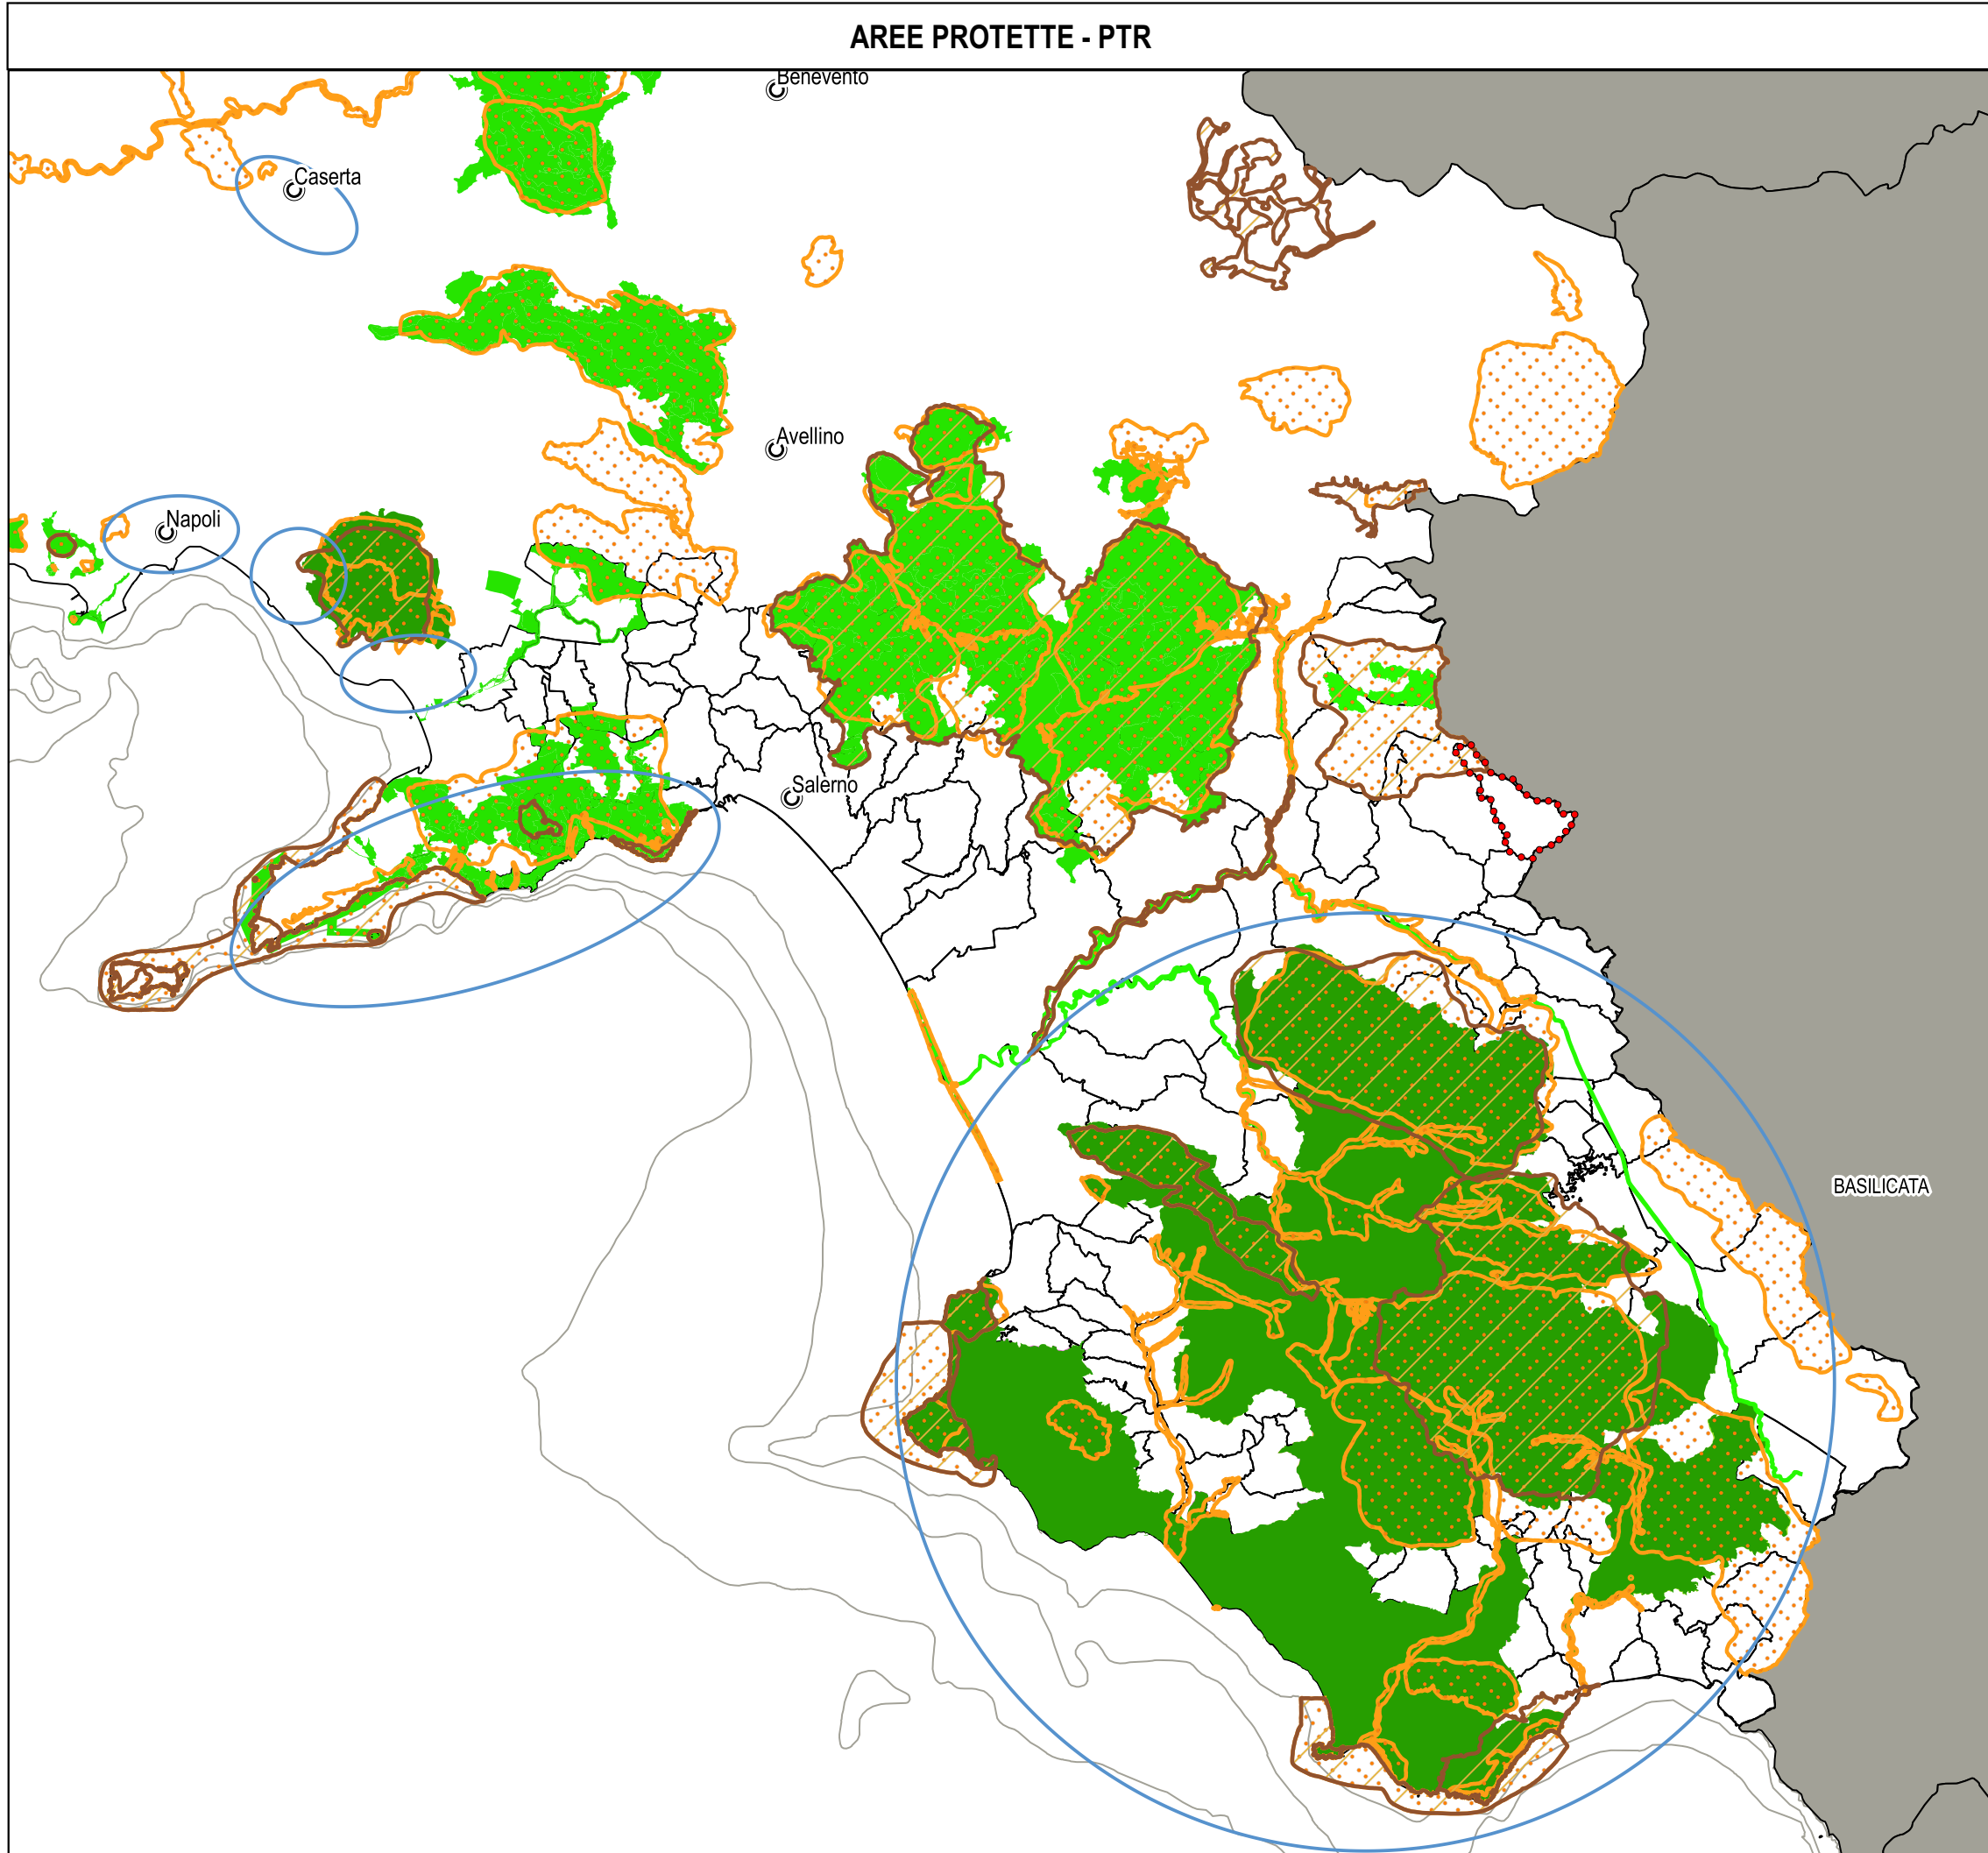 AREE PROTETTE - PTR
Benevento
Caserta
Avellino
Napoli
Salerno
BASILICATA